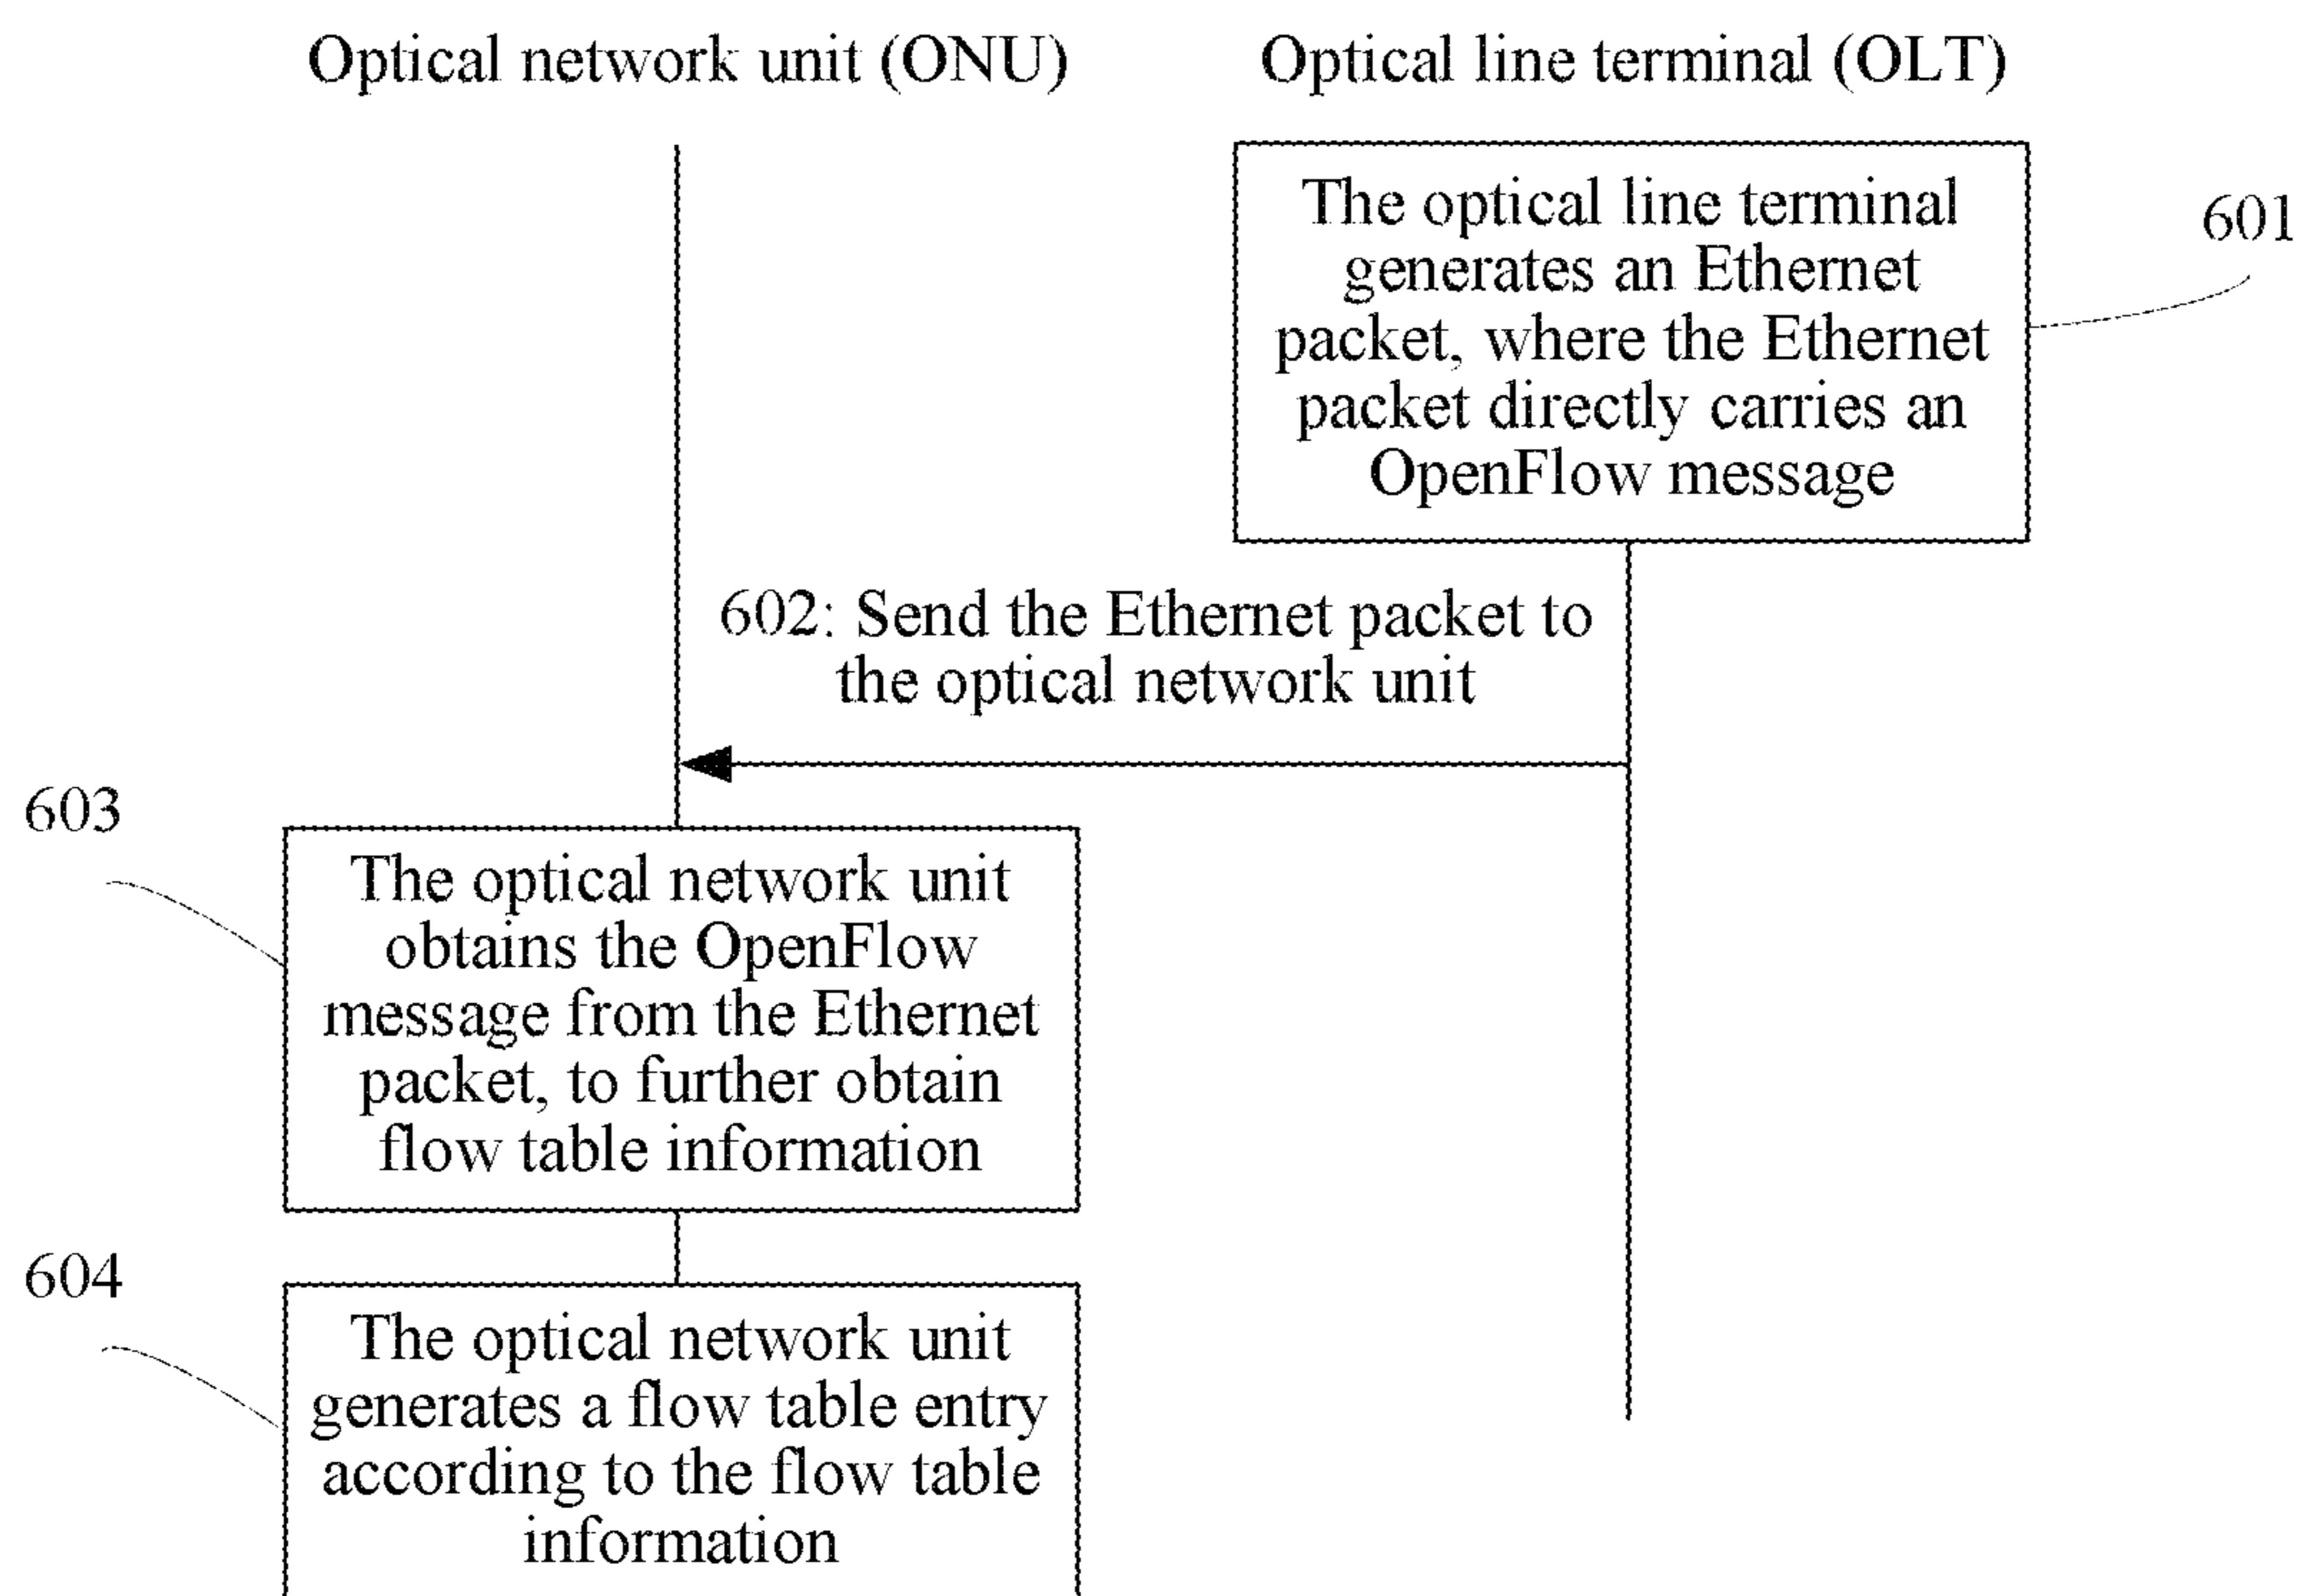 Optical network unit (ONU)
Optical line terminal (OLT)
The optical line terminal
generates an Ethernet
packet, where the Ethernet
packet directly carries an
OpenFlow message
601
602: Send the Ethernet packet to
the optical network unit
603
The optical network unit
obtains the OpenFlow
message from the Ethernet
packet, to further obtain
flow table information
604
The optical network unit
generates a flow table entry
according to the flow table
information